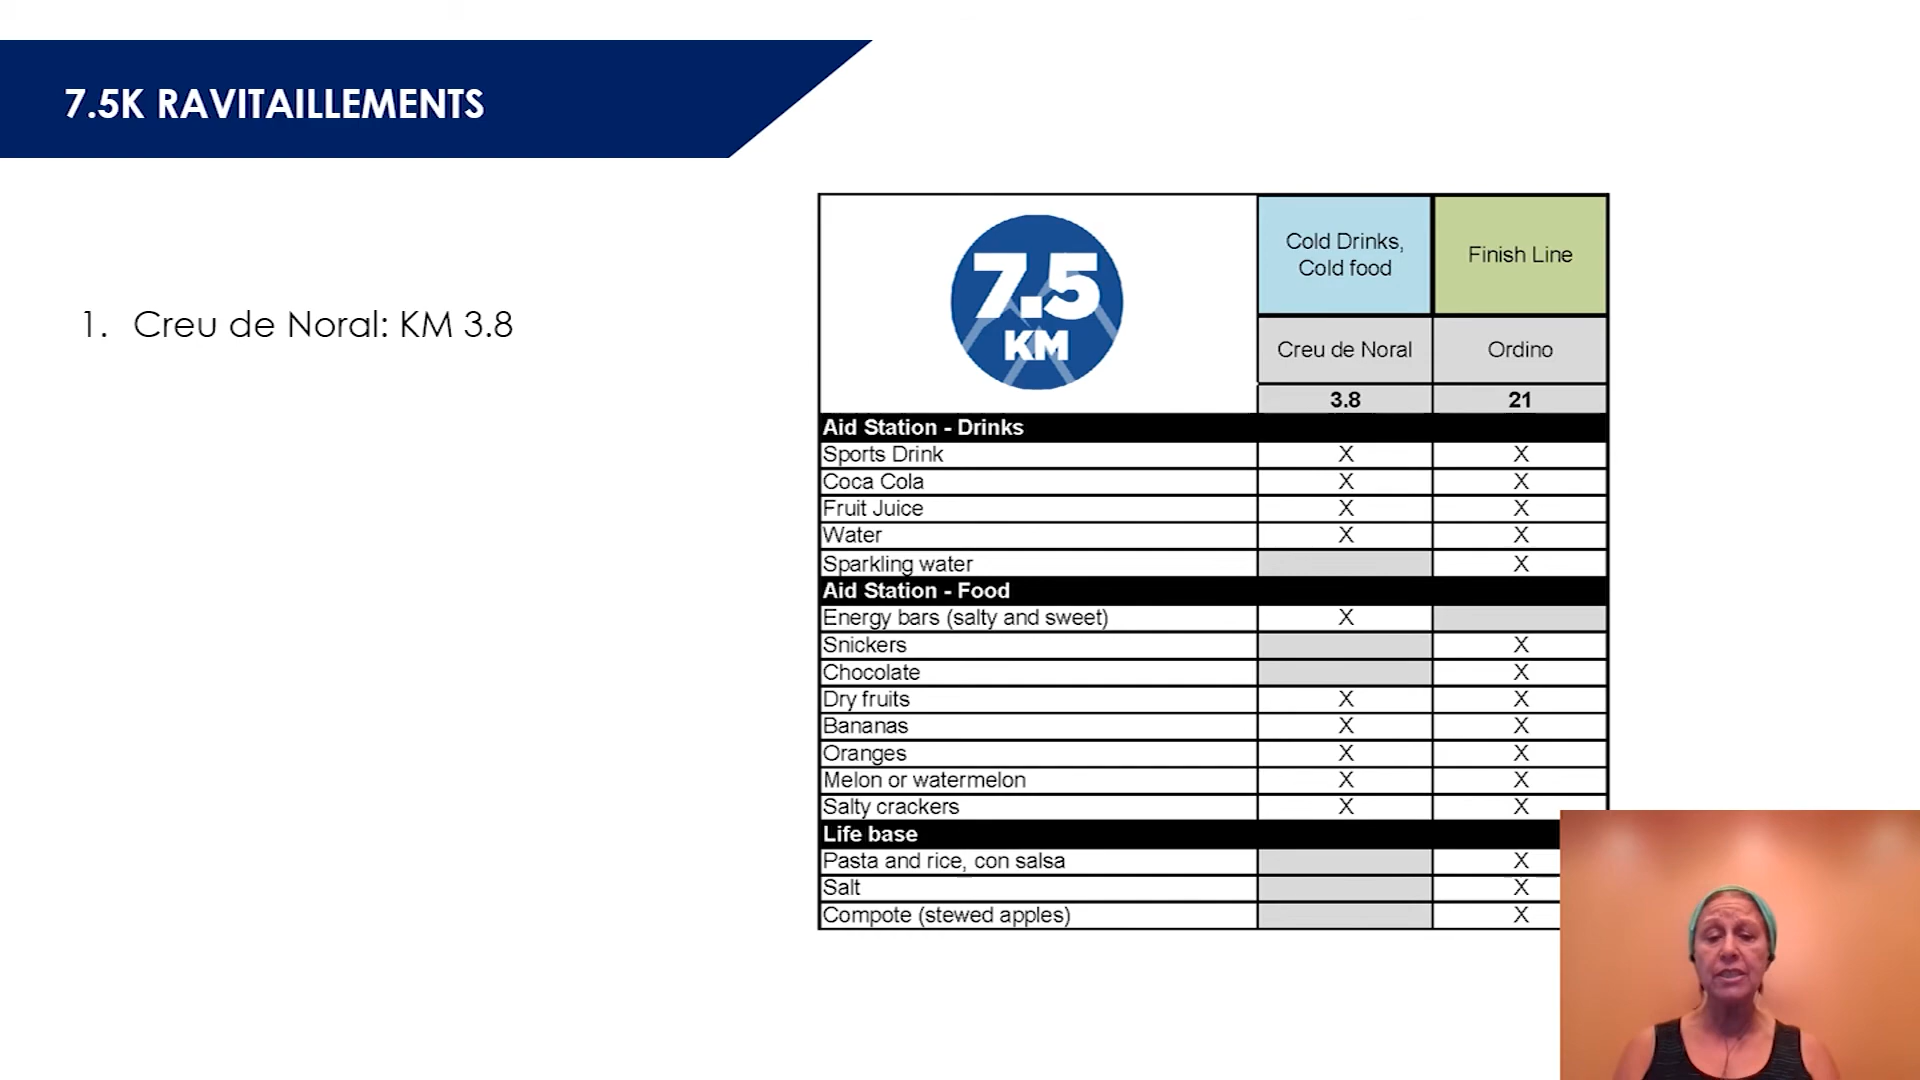 7.5K RAVITAILLEMENTS
1. Creu de Noral: KM 3.8
7.5
KM
Cold Drinks,
Cold food
Finish Line
Creu de Noral Ordino
3.8 21
Aid Station - Drinks
Sports Drink X X
Coca Cola X X
Fruit Juice X X
Water X X
Sparkling water X
Aid Station - Food
Energy bars (salty and sweet) X
Snickers X
Chocolate X
Dry fruits X X
Bananas X X
Oranges X X
Melon or watermelon X X
Salty crackers X X
Life base
Pasta and rice, con salsa X
Salt X
Compote (stewed apples) X